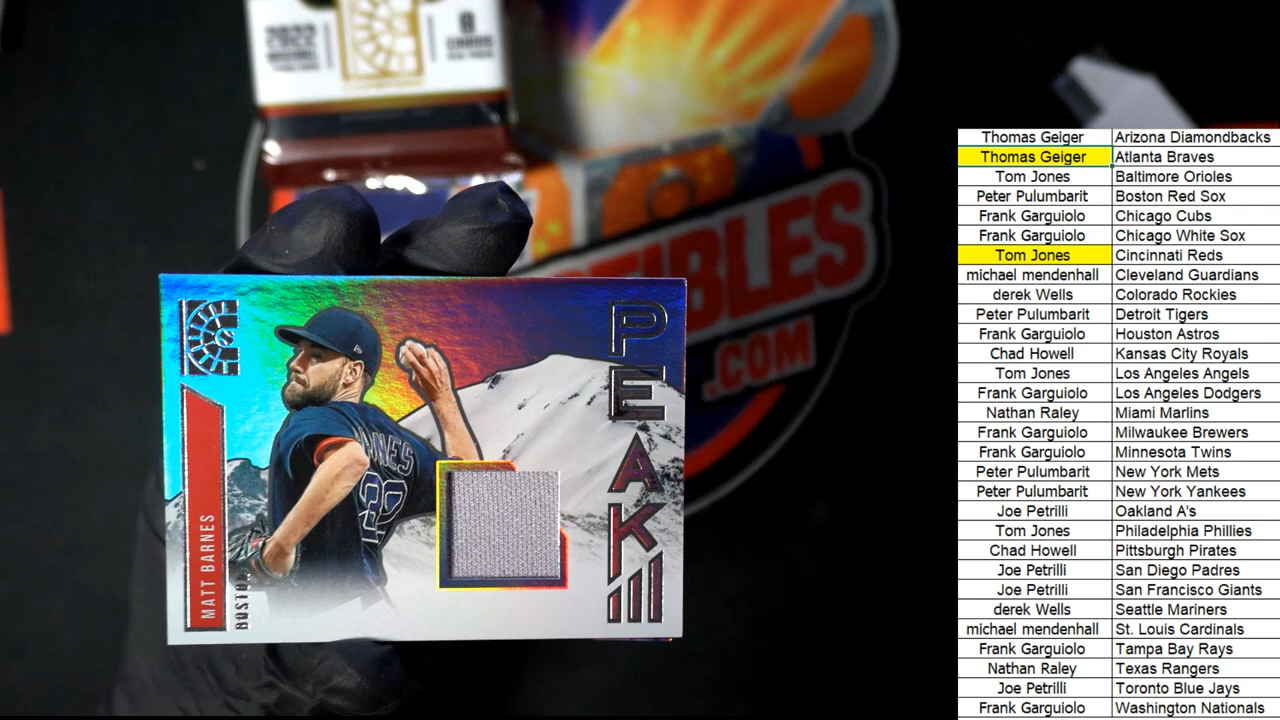 2022
8
CARDS
TIBLES
.COM
PEAK
MATT BARNES
BOSTON
BARNES
32
Thomas Geiger Arizona Diamondbacks
Thomas Geiger Atlanta Braves
Tom Jones Baltimore Orioles
Peter Pulumbarit Boston Red Sox
Frank Garguiolo Chicago Cubs
Frank Garguiolo Chicago White Sox
Tom Jones Cincinnati Reds
michael mendenhall Cleveland Guardians
derek Wells Colorado Rockies
Peter Pulumbarit Detroit Tigers
Frank Garguiolo Houston Astros
Chad Howell Kansas City Royals
Tom Jones Los Angeles Angels
Frank Garguiolo Los Angeles Dodgers
Nathan Raley Miami Marlins
Frank Garguiolo Milwaukee Brewers
Frank Garguiolo Minnesota Twins
Peter Pulumbarit New York Mets
Peter Pulumbarit New York Yankees
Joe Petrilli Oakland A's
Tom Jones Philadelphia Phillies
Chad Howell Pittsburgh Pirates
Joe Petrilli San Diego Padres
Joe Petrilli San Francisco Giants
derek Wells Seattle Mariners
michael mendenhall St. Louis Cardinals
Frank Garguiolo Tampa Bay Rays
Nathan Raley Texas Rangers
Joe Petrilli Toronto Blue Jays
Frank Garguiolo Washington Nationals